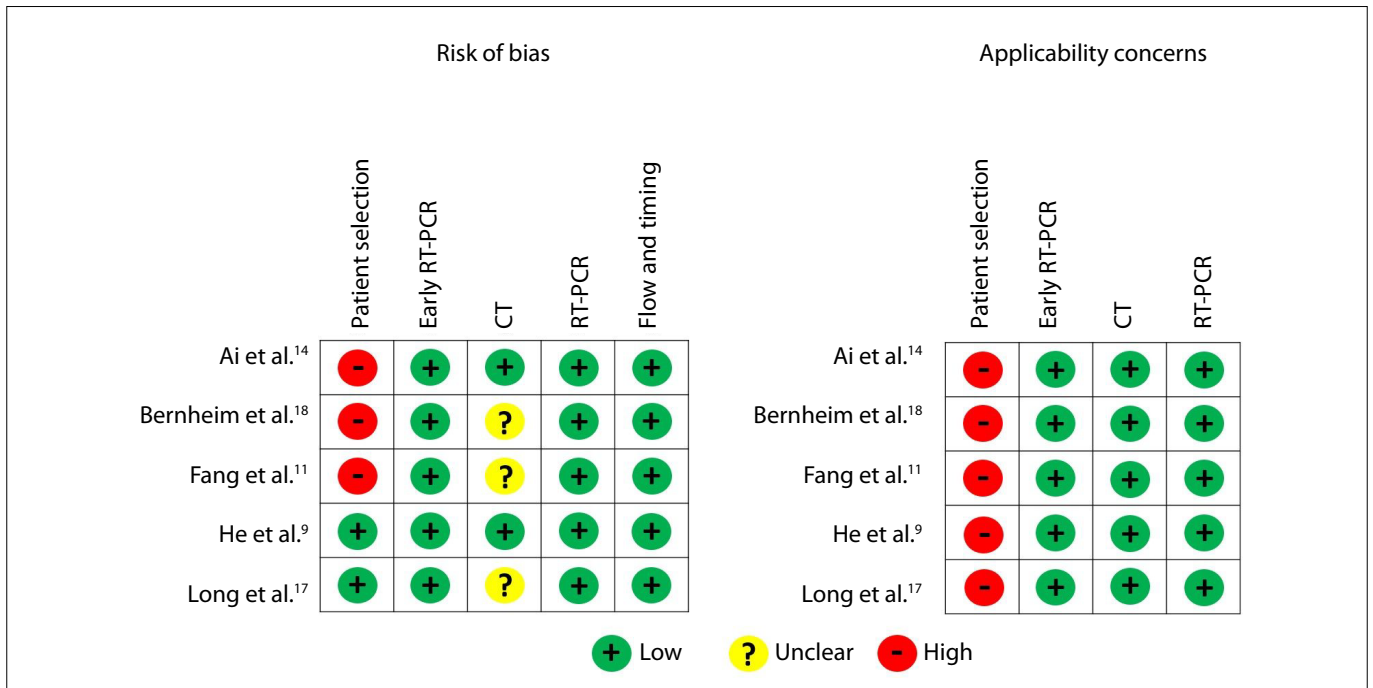 Risk of bias
Applicability concerns
Patient selection
Early RT-PCR
CT
RT-PCR
Flow and timing
Patient selection
Early RT-PCR
CT
RT-PCR
Ai et al.14 - + + + +
Bernheim et al.18 - + ? + +
Fang et al.11 - + ? + +
He et al.9 + + + + +
Long et al.17 + + ? + +
Ai et al.14 - + + +
Bernheim et al.18 - + + +
Fang et al.11 - + + +
He et al.9 - + + +
Long et al.17 - + + +
+ Low ? Unclear - High